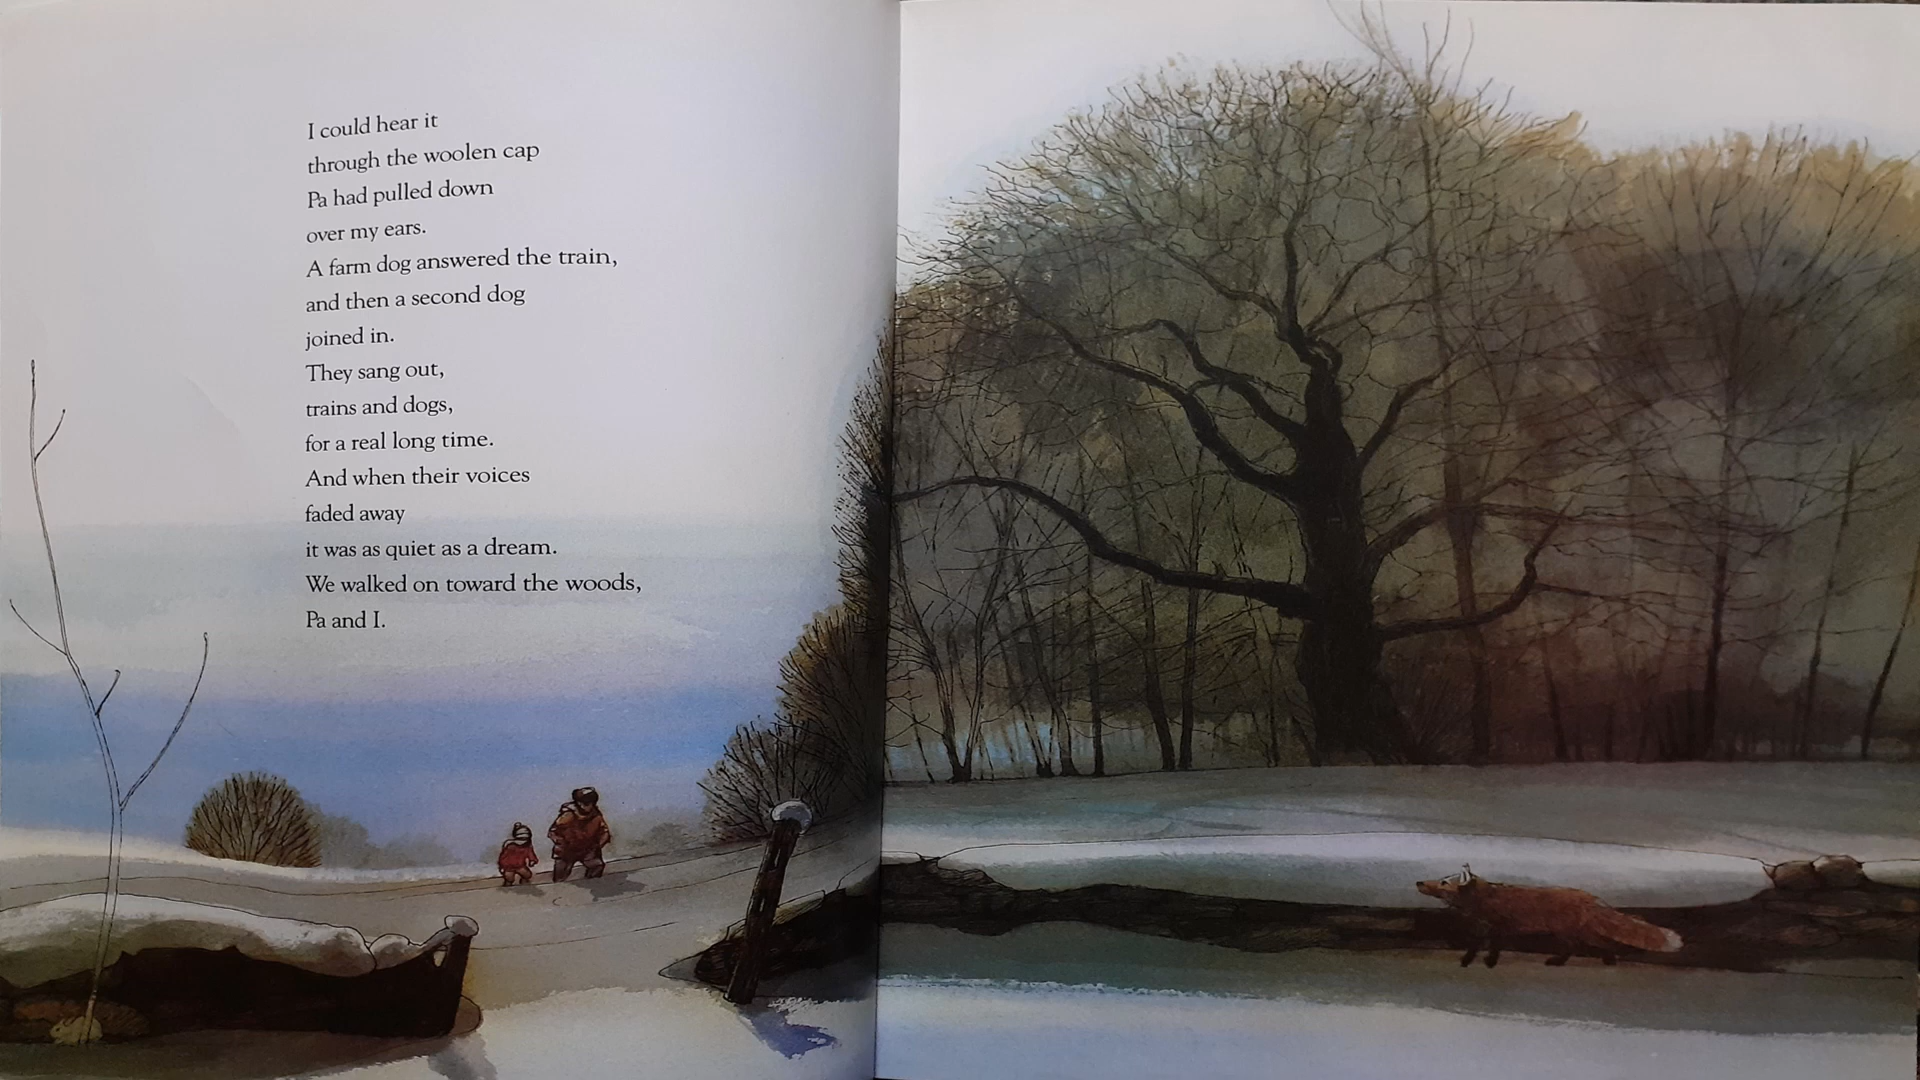 I could hear it
through the woolen cap
Pa had pulled down
over my ears.
A farm dog answered the train,
and then a second dog
joined in.
They sang out,
trains and dogs,
for a real long time.
And when their voices
faded away
it was as quiet as a dream.
We walked on toward the woods,
Pa and I.